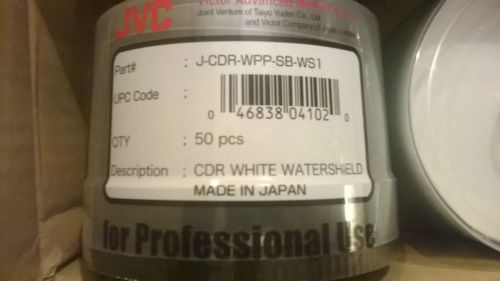 JVC
Victor Advanced Media Co., Ltd.
Joint Venture of Taiyo Yuden Co., Ltd.
and Victor Company of Japan, Limited
Part# : J-CDR-WPP-SB-WS1
UPC Code :
0 46838 04102 0
QTY : 50 pcs
Description : CDR WHITE WATERSHIELD
MADE IN JAPAN
for Professional Use